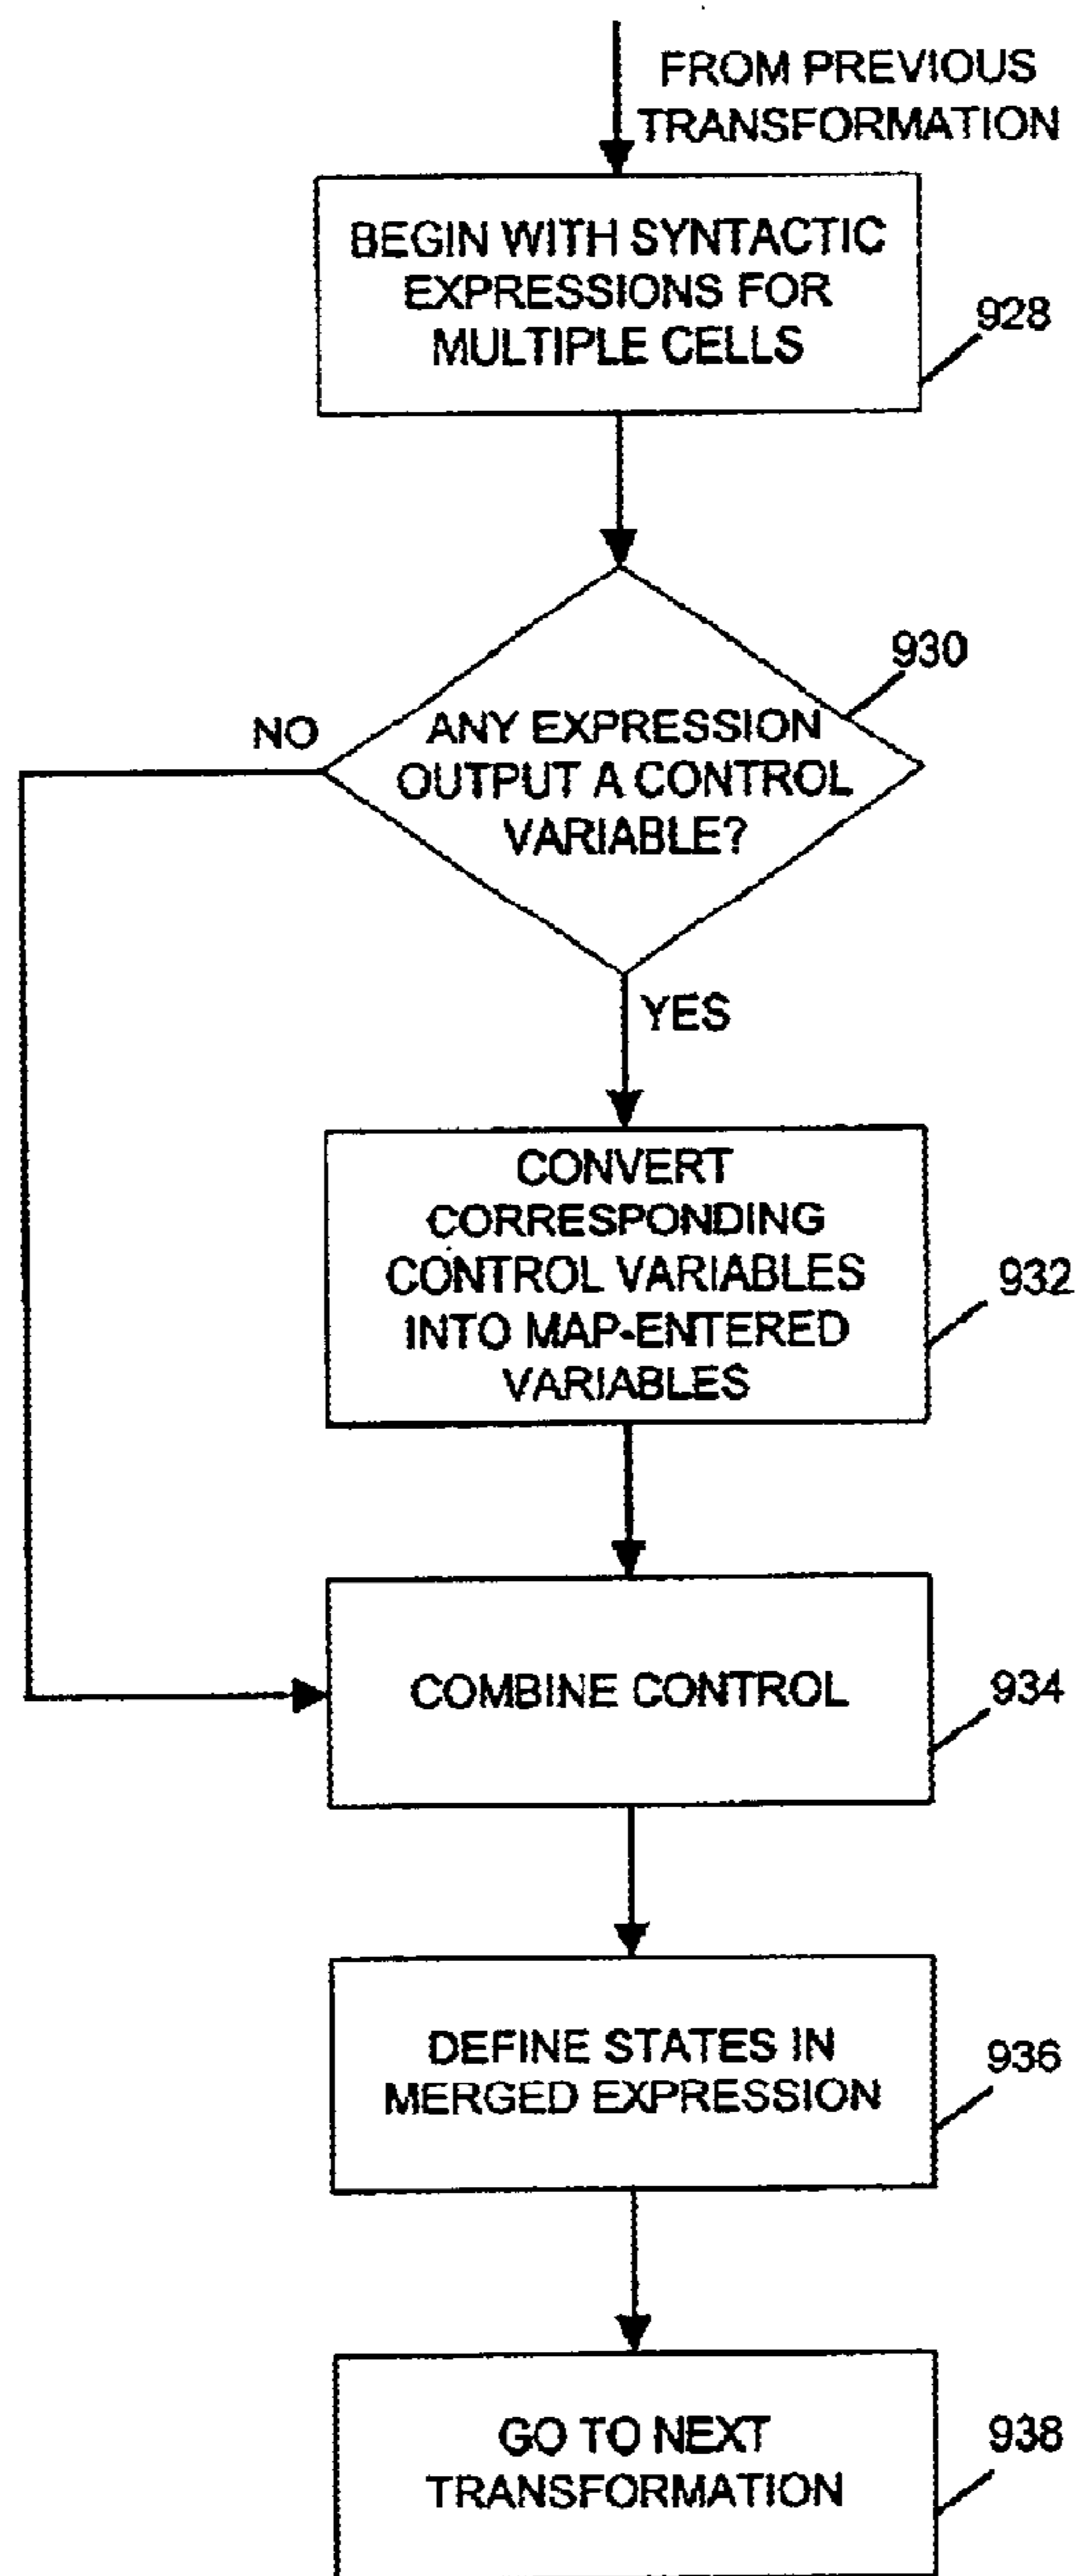 FROM PREVIOUS
TRANSFORMATION
BEGIN WITH SYNTACTIC
EXPRESSIONS FOR
MULTIPLE CELLS
928
930
NO
ANY EXPRESSION
OUTPUT A CONTROL
VARIABLE?
YES
CONVERT
CORRESPONDING
CONTROL VARIABLES
INTO MAP-ENTERED
VARIABLES
932
COMBINE CONTROL
934
DEFINE STATES IN
MERGED EXPRESSION
936
GO TO NEXT
TRANSFORMATION
938